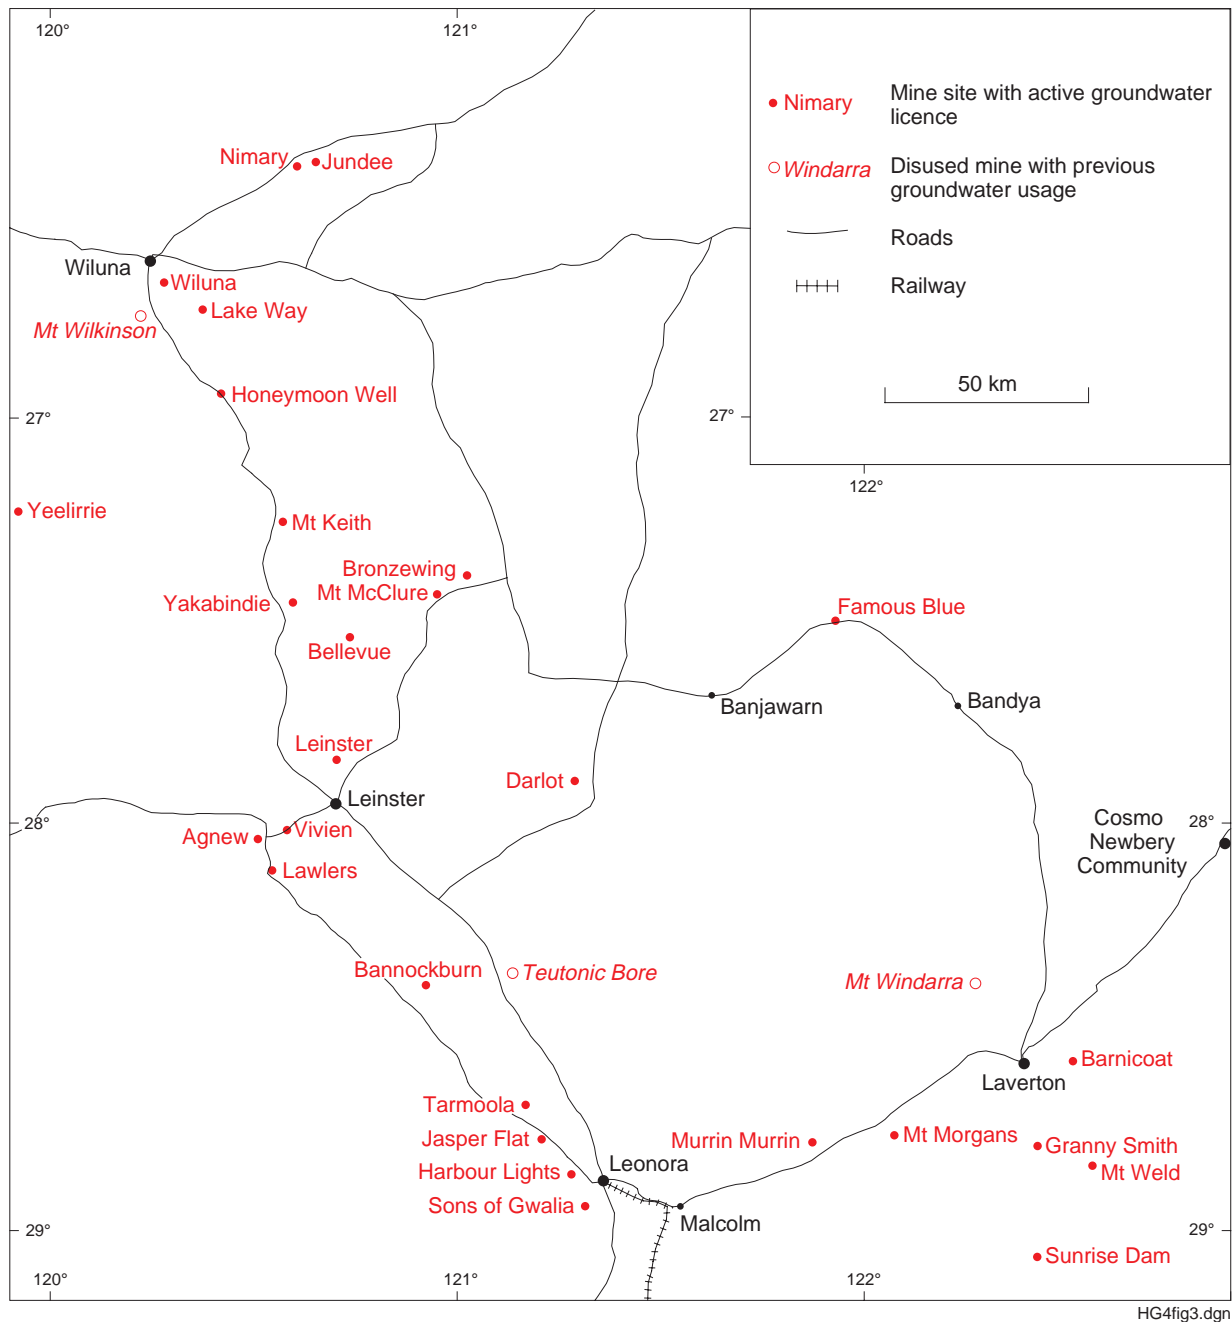 120°
121°
Nimary
Mine site with active groundwater
licence
Windarra
Disused mine with previous
groundwater usage
Roads
Railway
50 km
Nimary
Jundee
Wiluna
Wiluna
Lake Way
Mt Wilkinson
Honeymoon Well
27°
27°
122°
Yeelirrie
Mt Keith
Bronzewing
Mt McClure
Yakabindie
Famous Blue
Bellevue
Banjawarn
Bandya
Leinster
Darlot
Leinster
28°
28°
Cosmo
Newbery
Community
Agnew
Vivien
Lawlers
Bannockburn
Teutonic Bore
Mt Windarra
Barnicoat
Laverton
Tarmoola
Jasper Flat
Murrin Murrin
Mt Morgans
Granny Smith
Harbour Lights
Leonora
Mt Weld
Sons of Gwalia
Malcolm
29°
29°
Sunrise Dam
120°
121°
122°
HG4fig3.dgn